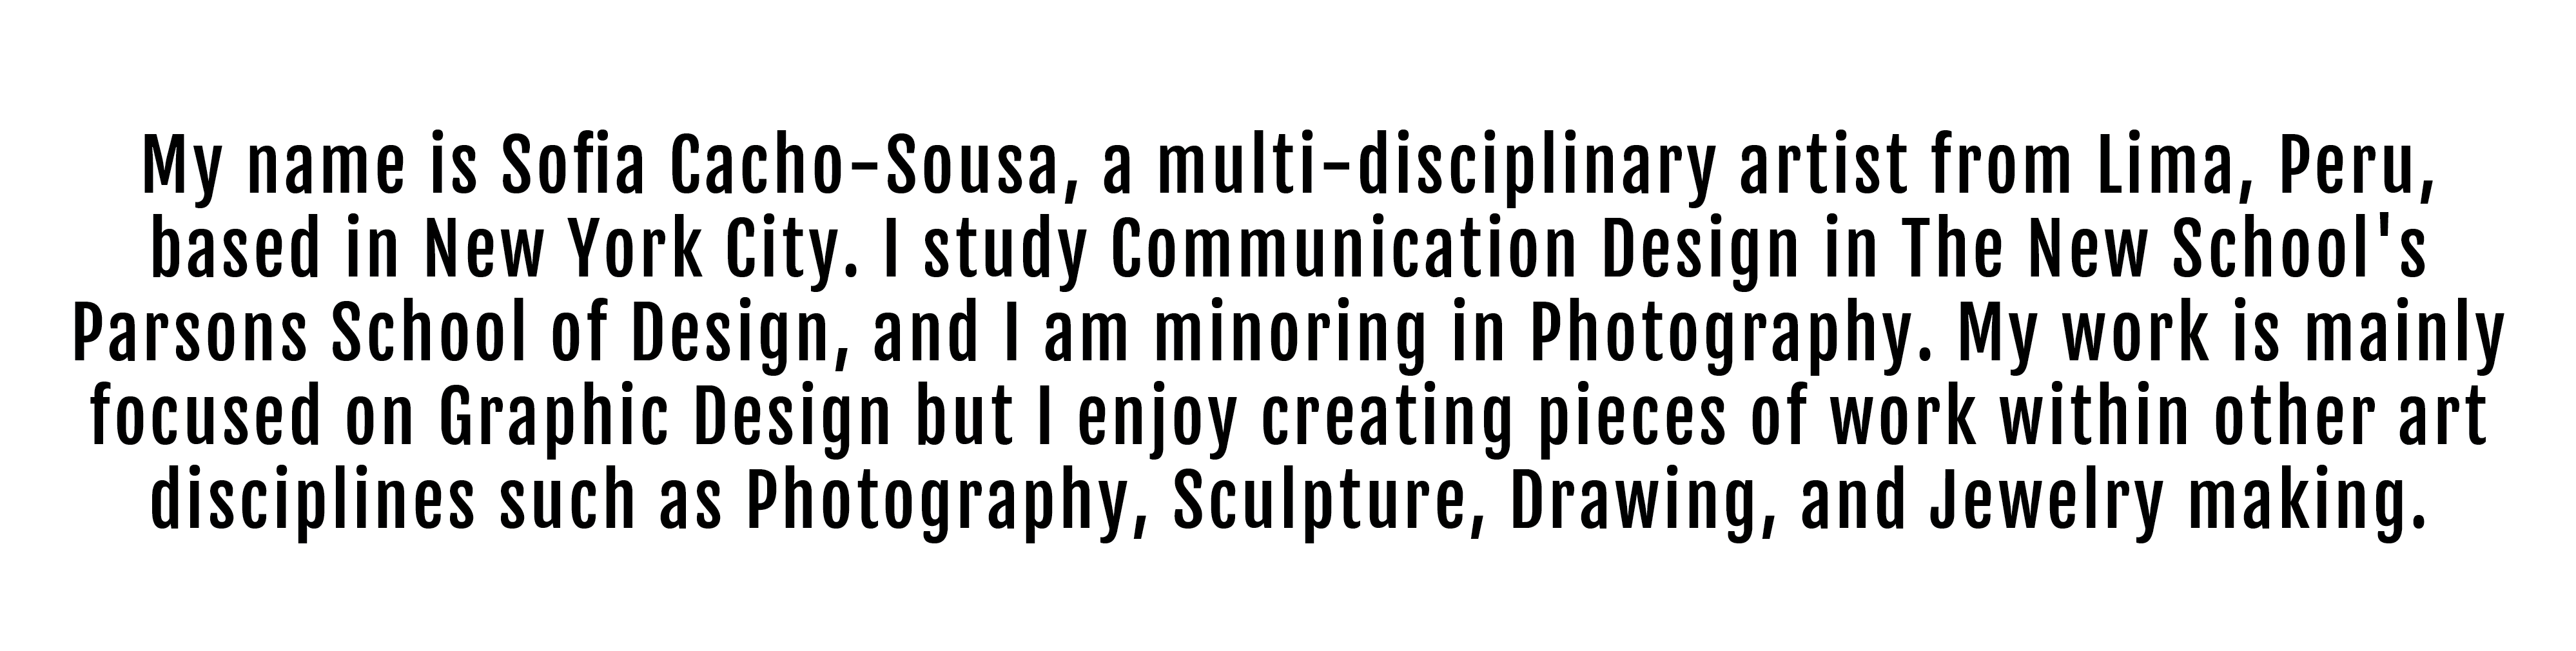 My name is Sofia Cacho-Sousa, a multi-disciplinary artist from Lima, Peru,
based in New York City. I study Communication Design in The New School's
Parsons School of Design, and I am minoring in Photography. My work is mainly
focused on Graphic Design but I enjoy creating pieces of work within other art
disciplines such as Photography, Sculpture, Drawing, and Jewelry making.